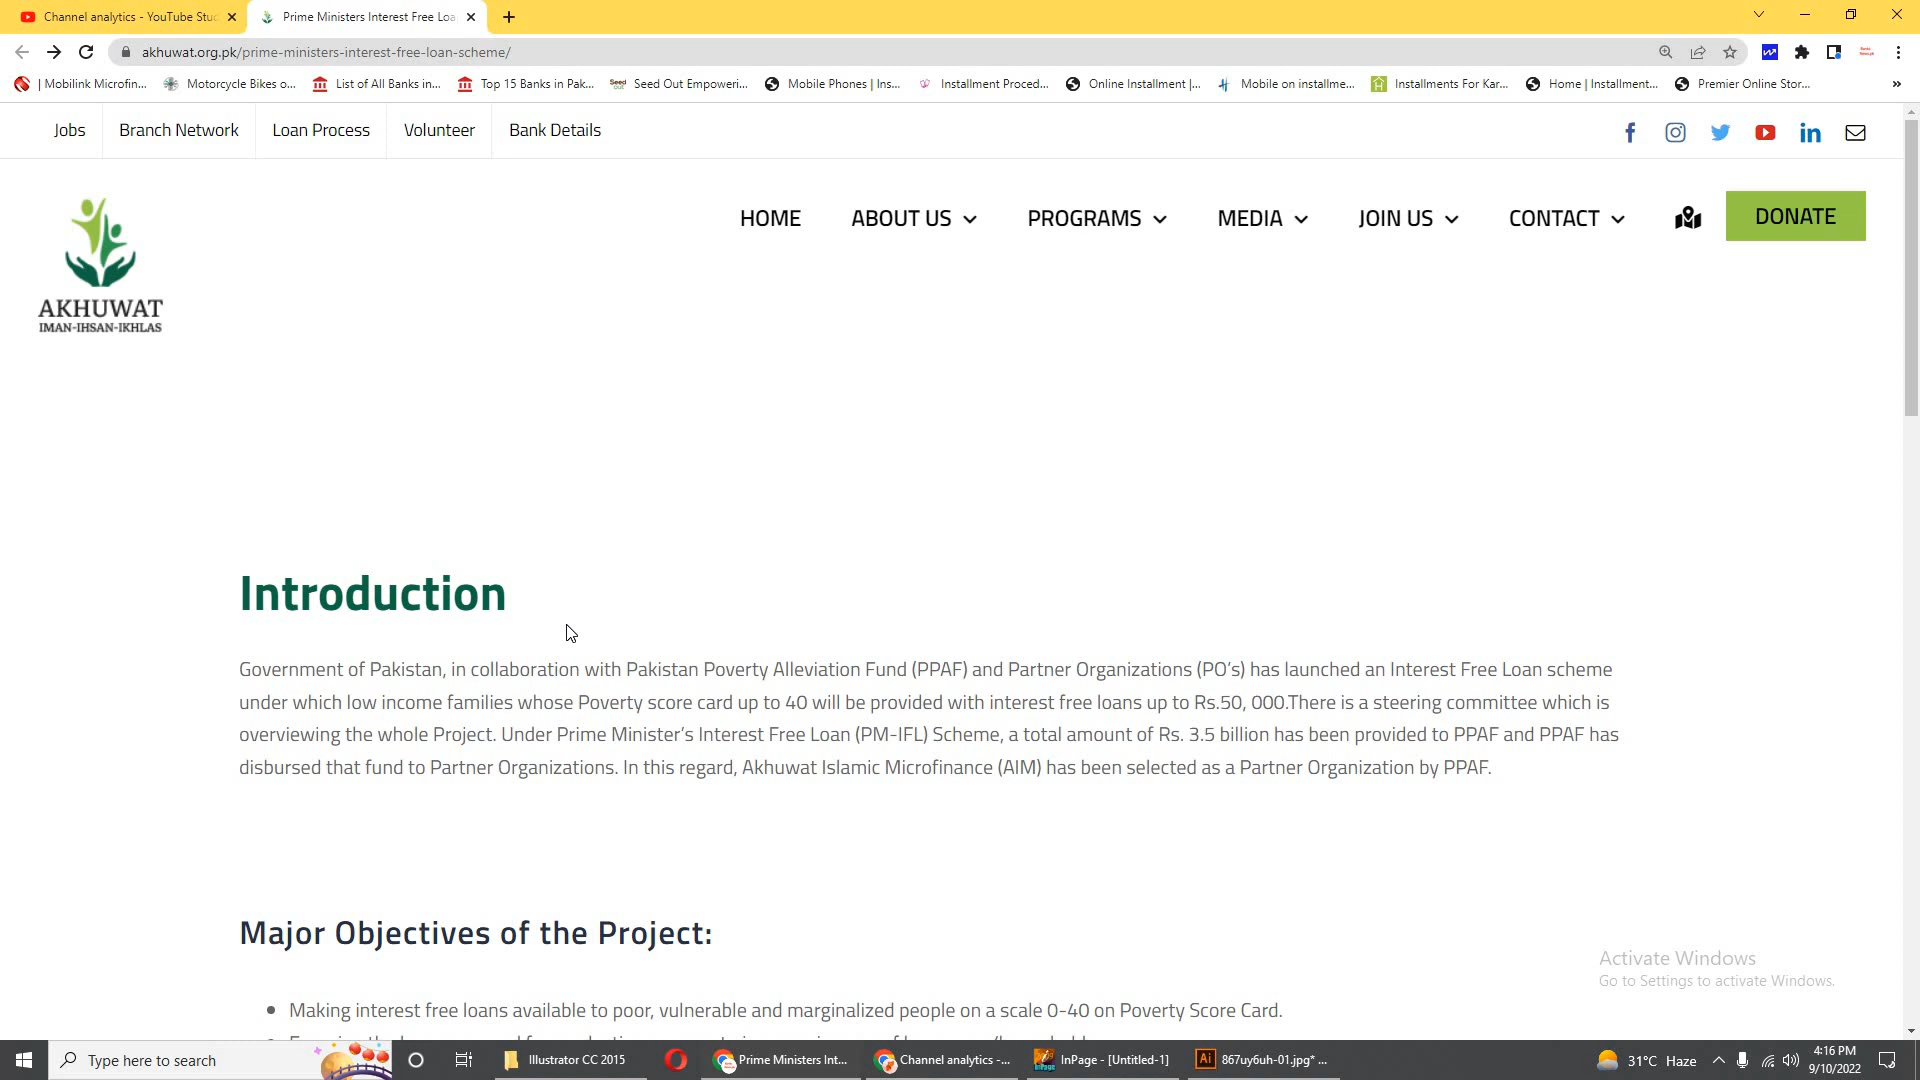 Channel analytics - YouTube Stu
Prime Ministers Interest Free Loa
akhuwat.org.pk/prime-ministers-interest-free-loan-scheme/
| Mobilink Microfin...
Motorcycle Bikes o...
List of All Banks in...
Top 15 Banks in Pak...
Seed Out Empoweri...
Mobile Phones | Ins...
Installment Proced...
Online Installment |...
Mobile on installme...
Installments For Kar...
Home | Installment...
Premier Online Stor...
Jobs
Branch Network
Loan Process
Volunteer
Bank Details
AKHUWAT
IMAN-IHSAN-IKHLAS
HOME
ABOUT US
PROGRAMS
MEDIA
JOIN US
CONTACT
DONATE
Introduction
Government of Pakistan, in collaboration with Pakistan Poverty Alleviation Fund (PPAF) and Partner Organizations (PO’s) has launched an Interest Free Loan scheme
under which low income families whose Poverty score card up to 40 will be provided with interest free loans up to Rs.50, 000.There is a steering committee which is
overviewing the whole Project. Under Prime Minister’s Interest Free Loan (PM-IFL) Scheme, a total amount of Rs. 3.5 billion has been provided to PPAF and PPAF has
disbursed that fund to Partner Organizations. In this regard, Akhuwat Islamic Microfinance (AIM) has been selected as a Partner Organization by PPAF.
Major Objectives of the Project:
Making interest free loans available to poor, vulnerable and marginalized people on a scale 0-40 on Poverty Score Card.
Activate Windows
Go to Settings to activate Windows.
Type here to search
Illustrator CC 2015
Prime Ministers Int...
Channel analytics -...
InPage - [Untitled-1]
867uy6uh-01.jpg* ...
31°C Haze
4:16 PM
9/10/2022